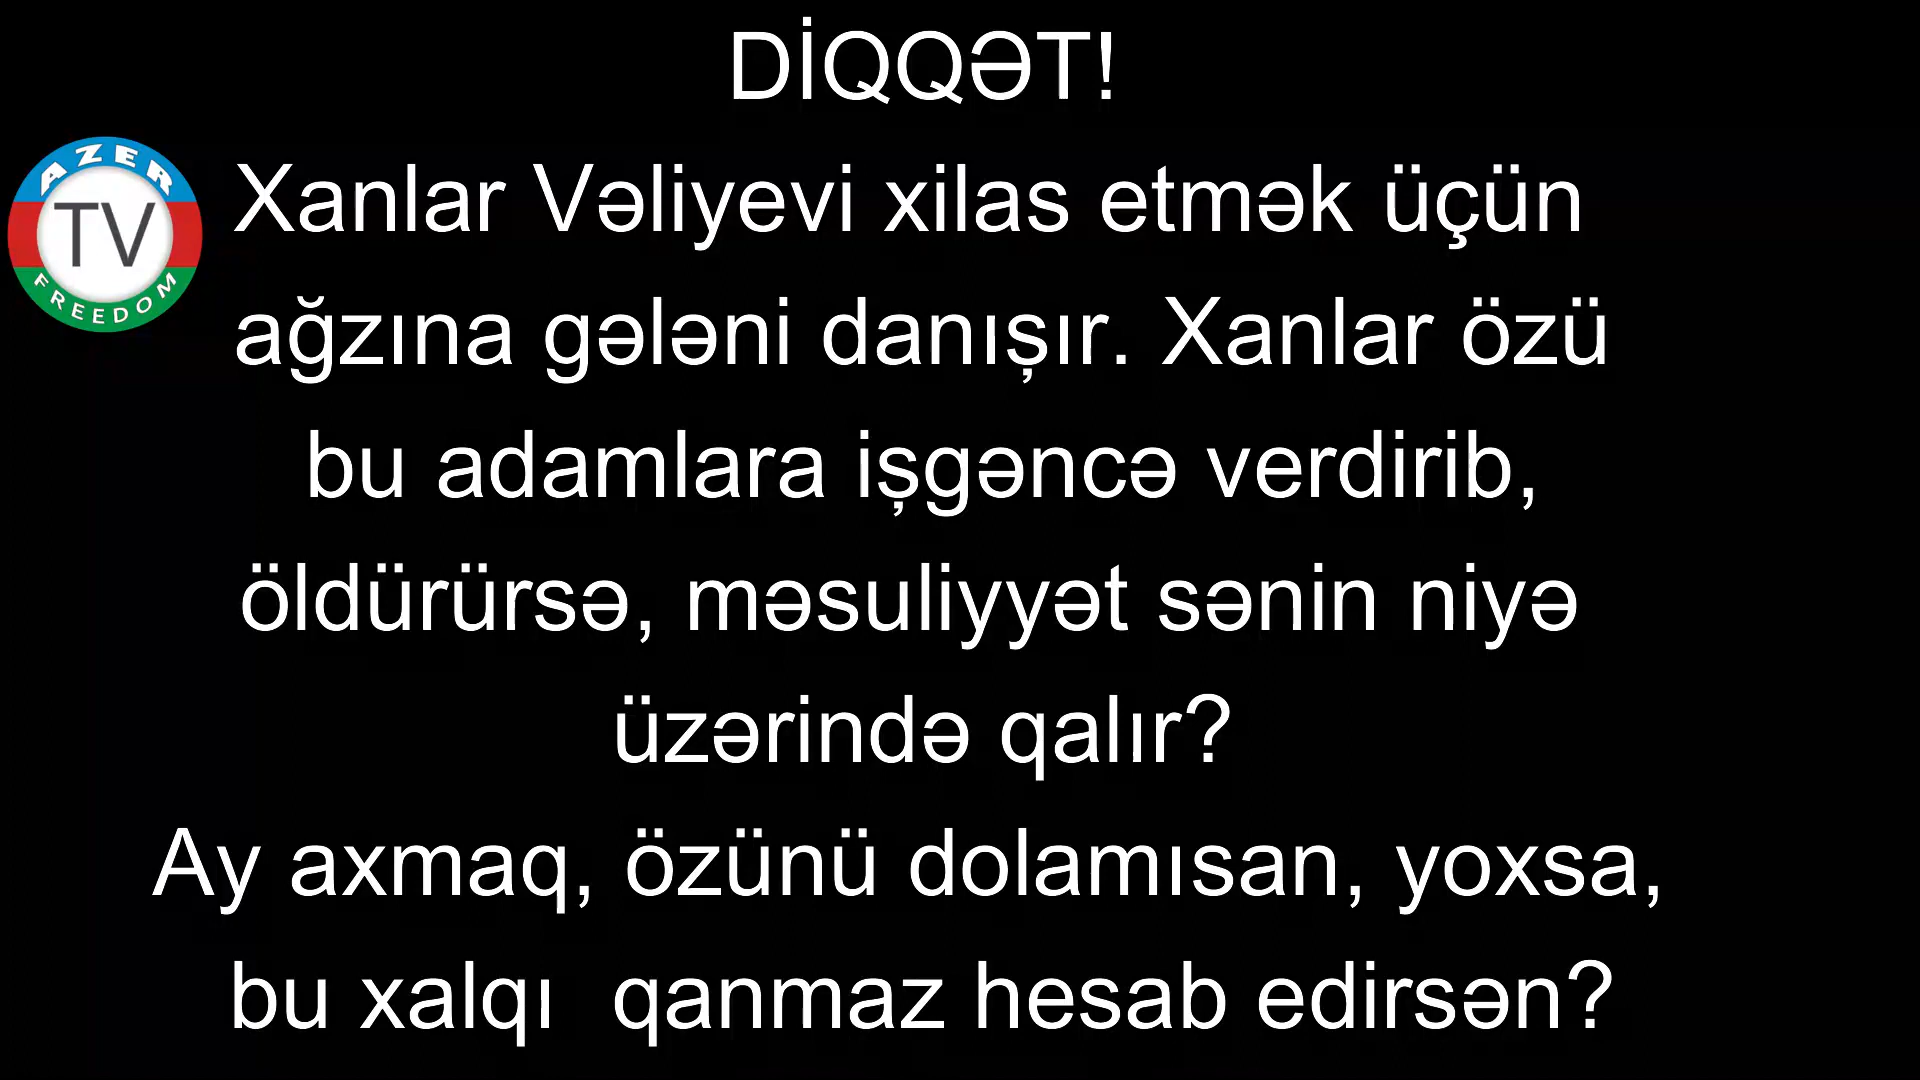 DİQQƏT!
AZER
TV
FREEDOM
Xanlar Vəliyevi xilas etmək üçün
ağzına gələni danışır. Xanlar özü
bu adamlara işgəncə verdirib,
öldürürsə, məsuliyyət sənin niyə
üzərində qalır?
Ay axmaq, özünü dolamısan, yoxsa,
bu xalqı  qanmaz hesab edirsən?